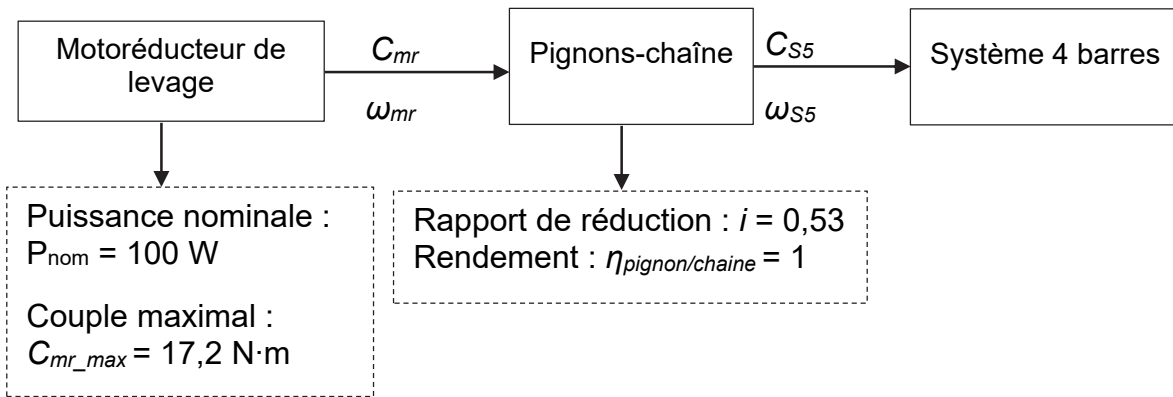 Motoréducteur de
levage
C_mr
ω_mr
Pignons-chaîne
C_S5
ω_S5
Système 4 barres
Puissance nominale :
P_nom = 100 W
Couple maximal :
C_mr_max = 17,2 N·m
Rapport de réduction : i = 0,53
Rendement : η_pignon/chaine = 1